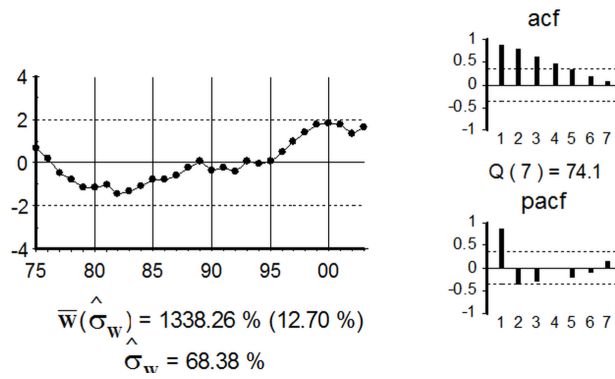 4
2
0
-2
-4
75 80 85 90 95 00
w̅(σ̂w) = 1338.26 % (12.70 %)
σ̂w = 68.38 %
acf
1
0.5
0
-0.5
-1
1 2 3 4 5 6 7
Q ( 7 ) = 74.1
pacf
1
0.5
0
-0.5
-1
1 2 3 4 5 6 7